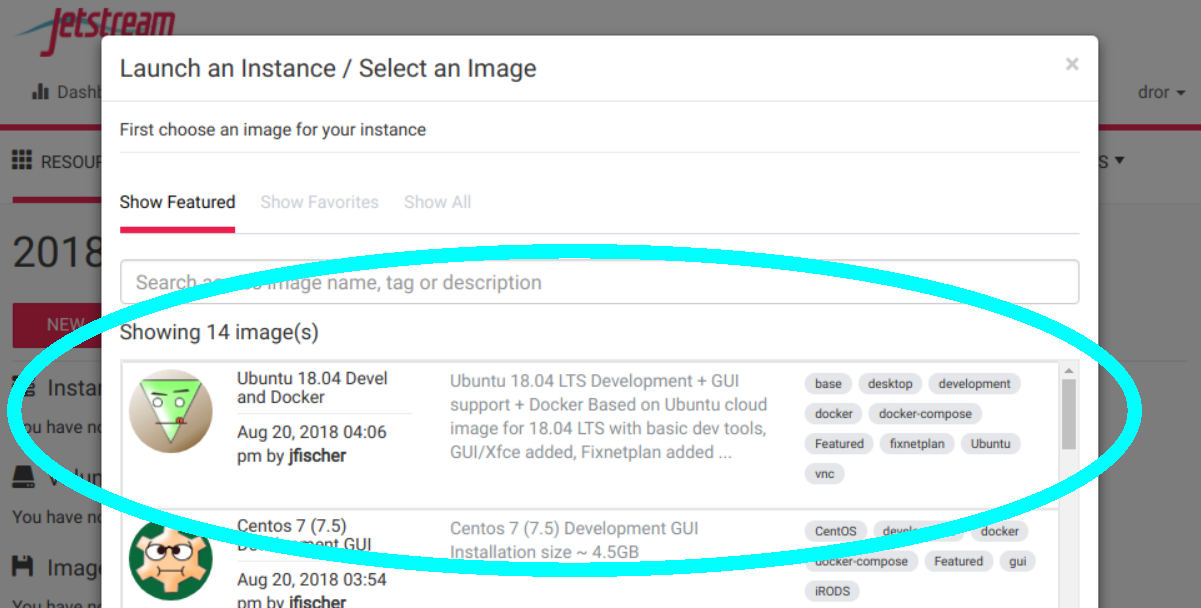 Jetstream
Launch an Instance / Select an Image
×
Dashb
dror
First choose an image for your instance
RESOUR
S
Show Featured Show Favorites Show All
2018
Search image name, tag or description
NEW
Showing 14 image(s)
Ubuntu 18.04 Devel
and Docker
Aug 20, 2018 04:06
pm by jfischer
Ubuntu 18.04 LTS Development + GUI
support + Docker Based on Ubuntu cloud
image for 18.04 LTS with basic dev tools,
GUI/Xfce added, Fixnetplan added ...
base desktop development
docker docker-compose
Featured fixnetplan Ubuntu
vnc
Instan
You have no
Volum
You have no
Imag
You have no
Centos 7 (7.5)
Development GUI
Aug 20, 2018 03:54
pm by jfischer
Centos 7 (7.5) Development GUI
Installation size ~ 4.5GB
CentOS development docker
docker-compose Featured gui
iRODS